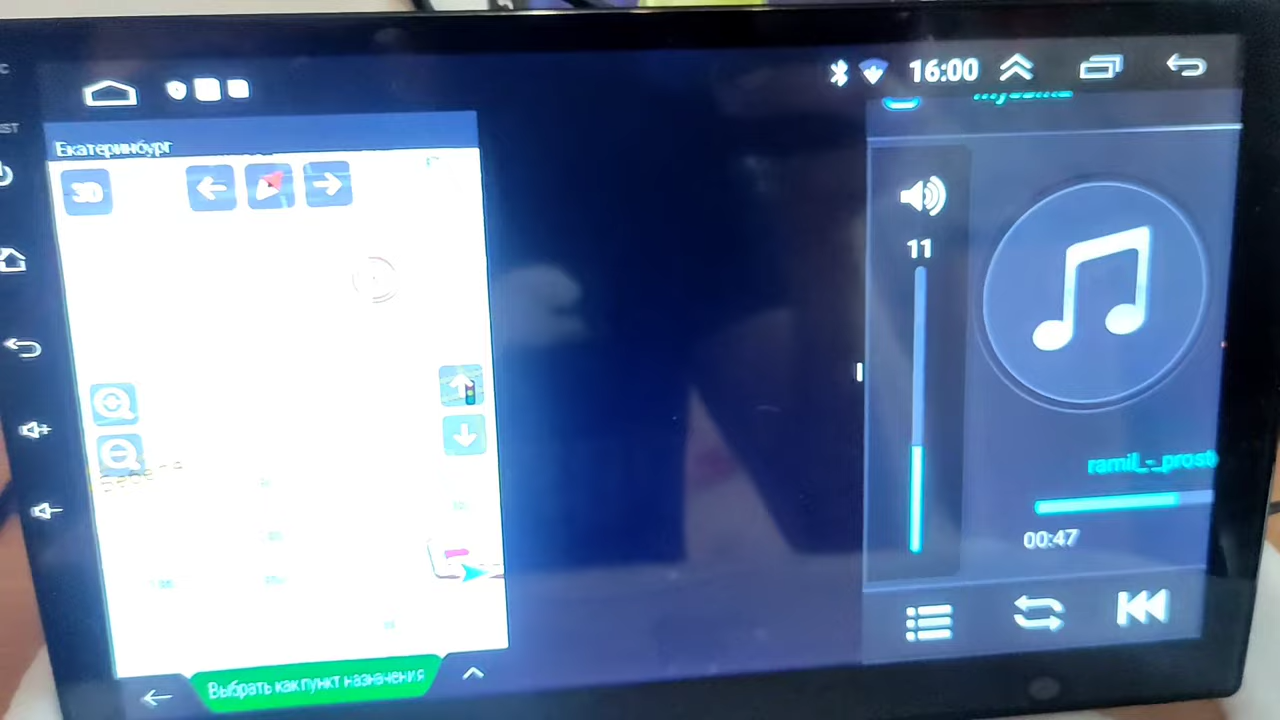 16:00
Екатеринбург
3D
11
ramil_-_prost
00:47
Выбрать как пункт назначения